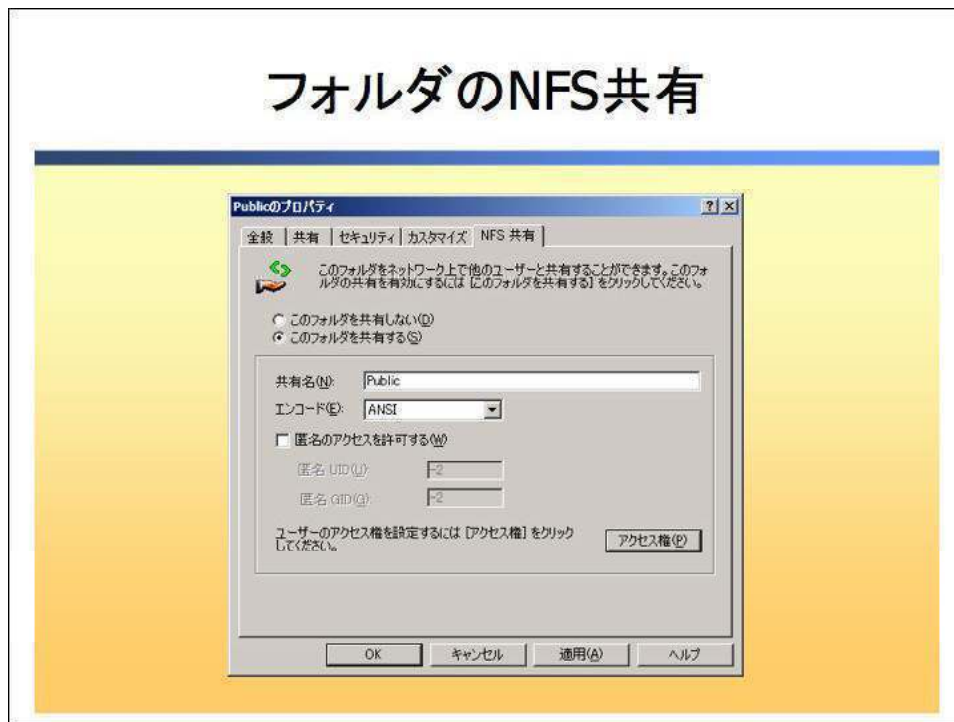 フォルダのNFS共有
Publicのプロパティ
全般 共有 セキュリティ カスタマイズ NFS 共有
このフォルダをネットワーク上で他のユーザーと共有することができます。このフォ
ルダの共有を有効にするには [このフォルダを共有する] をクリックしてください。
このフォルダを共有しない(D)
このフォルダを共有する(S)
共有名(N): Public
エンコード(E): ANSI
匿名のアクセスを許可する(W)
匿名 UID(U): -2
匿名 GID(G): -2
ユーザーのアクセス権を設定するには [アクセス権] をクリック
してください。
アクセス権(P)
OK キャンセル 適用(A) ヘルプ